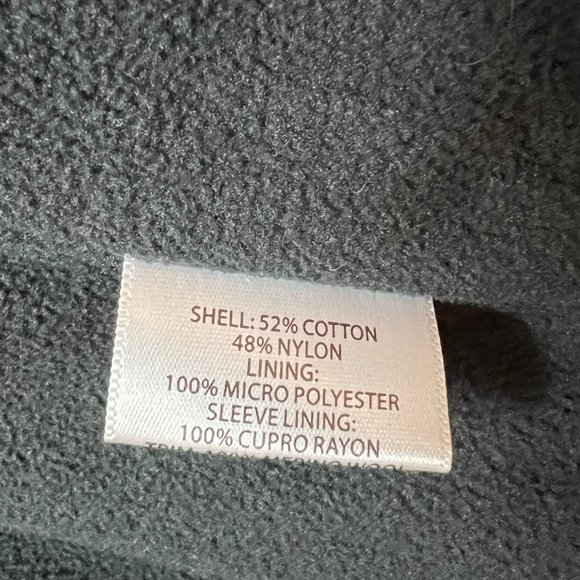 SHELL: 52% COTTON
48% NYLON
LINING:
100% MICRO POLYESTER
SLEEVE LINING:
100% CUPRO RAYON